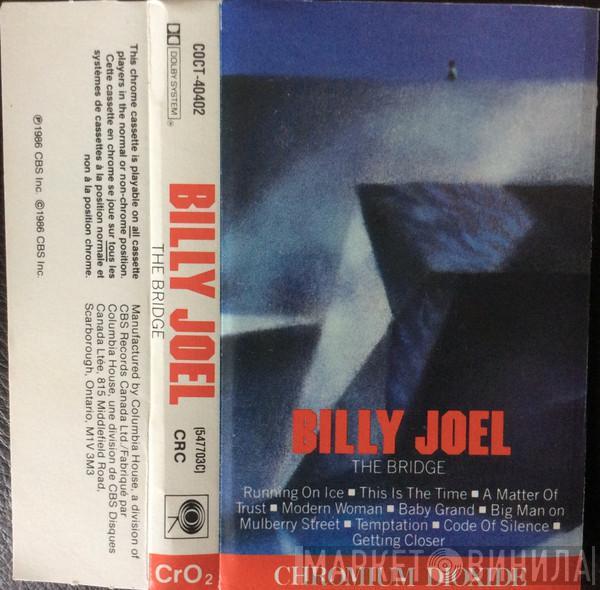 This chrome cassette is playable on all cassette
players in the normal or non-chrome position.
Cette cassette en chrome se joue sur tous les
systèmes de cassettes à la position normale et
non à la position chrome.
℗1986 CBS Inc. ©1986 CBS Inc.
Manufactured by Columbia House, a division of
CBS Records Canada Ltd./Fabriqué par
Columbia House, une division de CBS Disques
Canada Ltée, 815 Middlefield Road,
Scarborough, Ontario, M1V 3M3
COCT-40402
DOLBY SYSTEM®
BILLY JOEL
THE BRIDGE
(547703C)
CRC
CrO2
BILLY JOEL
THE BRIDGE
Running On Ice ■ This Is The Time ■ A Matter Of
Trust ■ Modern Woman ■ Baby Grand ■ Big Man on
Mulberry Street ■ Temptation ■ Code Of Silence ■
Getting Closer
МАРКЕТ ВИНИЛА
CHROMIUM DIOXIDE